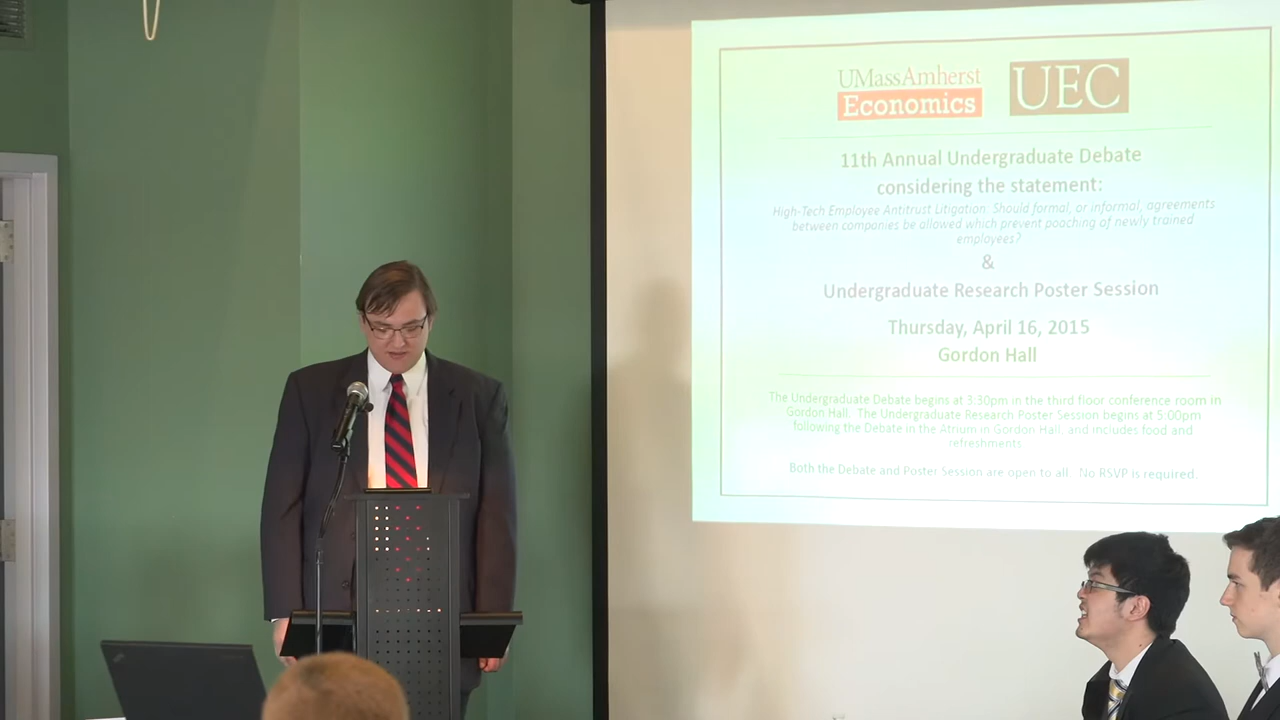 UMassAmherst
Economics
UEC
11th Annual Undergraduate Debate
considering the statement:
High-Tech Employee Antitrust Litigation: Should formal, or informal, agreements
between companies be allowed which prevent poaching of newly trained
employees?
&
Undergraduate Research Poster Session
Thursday, April 16, 2015
Gordon Hall
The Undergraduate Debate begins at 3:30pm in the third floor conference room in
Gordon Hall. The Undergraduate Research Poster Session begins at 5:00pm
following the Debate in the Atrium in Gordon Hall, and includes food and
refreshments.
Both the Debate and Poster Session are open to all. No RSVP is required.